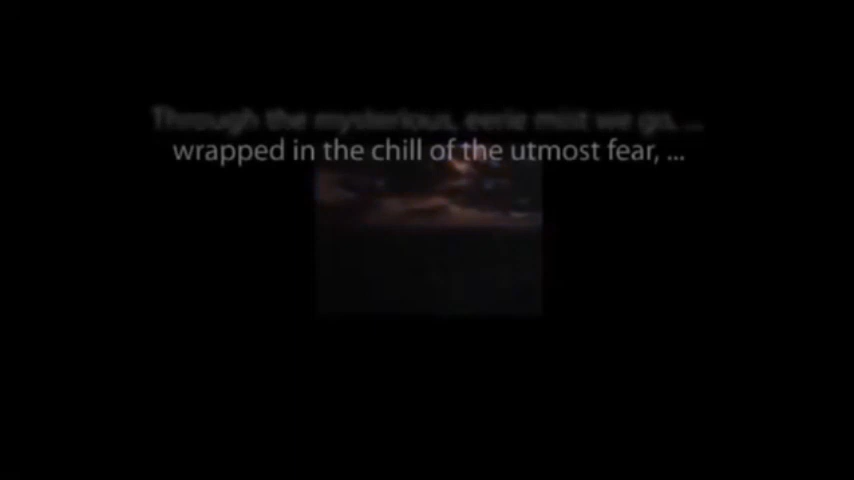 Through the mysterious, eerie mist we go, ...
wrapped in the chill of the utmost fear, ...